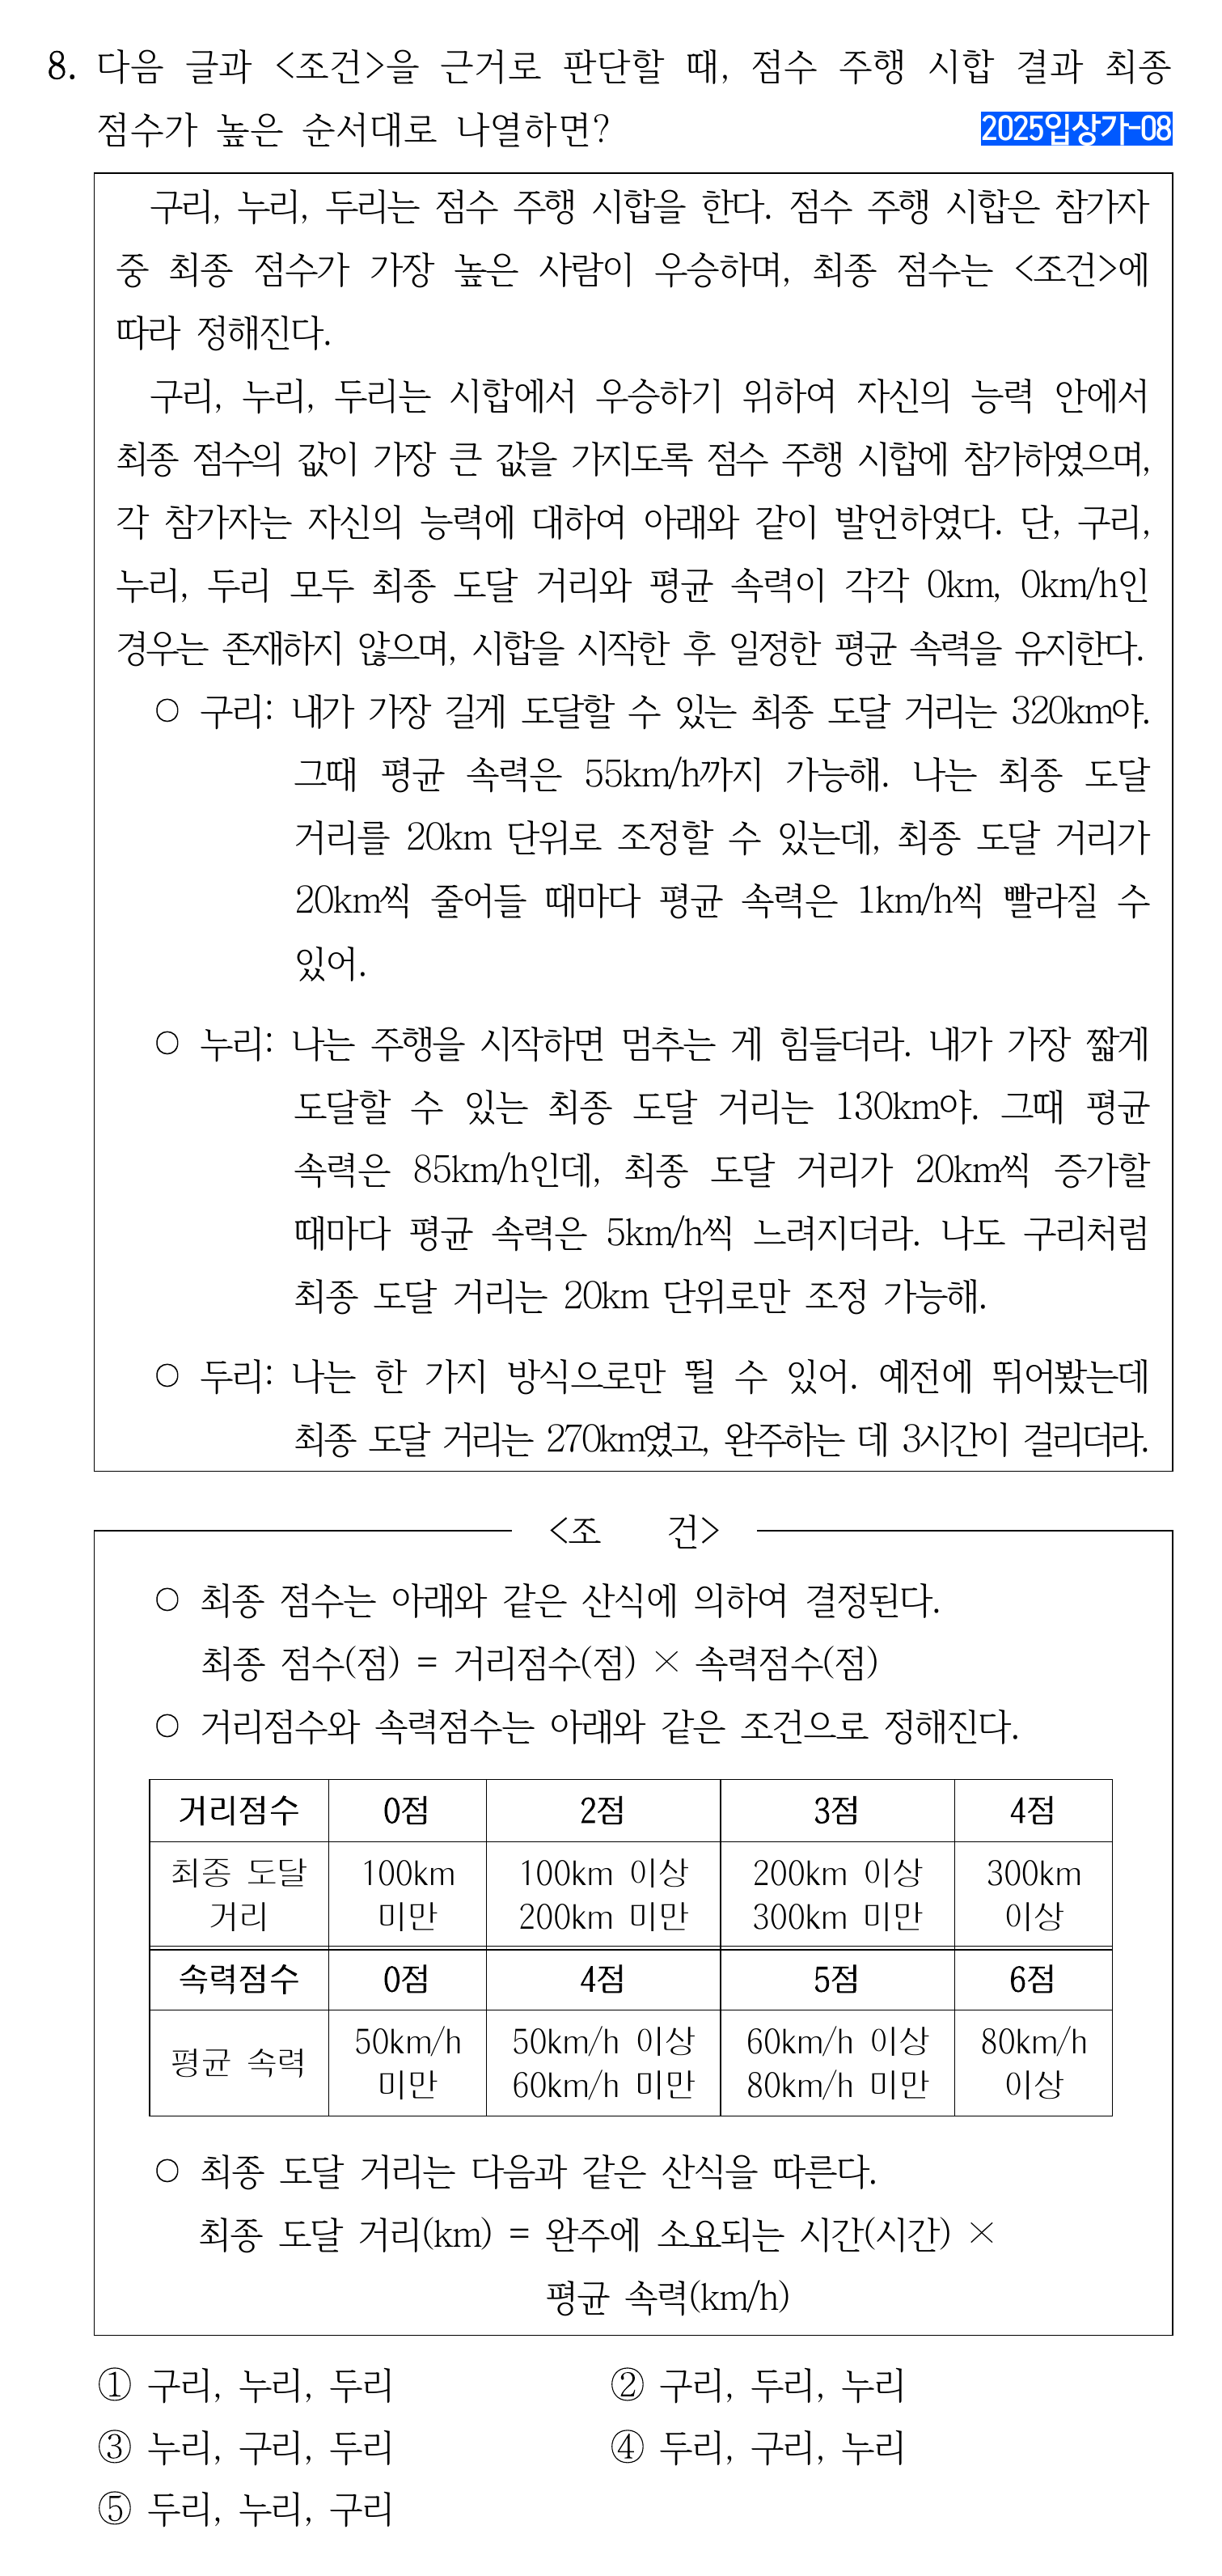 8. 다음 글과 <조건>을 근거로 판단할 때, 점수 주행 시합 결과 최종
점수가 높은 순서대로 나열하면?
2025입상가-08
구리, 누리, 두리는 점수 주행 시합을 한다. 점수 주행 시합은 참가자
중 최종 점수가 가장 높은 사람이 우승하며, 최종 점수는 <조건>에
따라 정해진다.
구리, 누리, 두리는 시합에서 우승하기 위하여 자신의 능력 안에서
최종 점수의 값이 가장 큰 값을 가지도록 점수 주행 시합에 참가하였으며,
각 참가자는 자신의 능력에 대하여 아래와 같이 발언하였다. 단, 구리,
누리, 두리 모두 최종 도달 거리와 평균 속력이 각각 0km, 0km/h인
경우는 존재하지 않으며, 시합을 시작한 후 일정한 평균 속력을 유지한다.
○ 구리: 내가 가장 길게 도달할 수 있는 최종 도달 거리는 320km야.
그때 평균 속력은 55km/h까지 가능해. 나는 최종 도달
거리를 20km 단위로 조정할 수 있는데, 최종 도달 거리가
20km씩 줄어들 때마다 평균 속력은 1km/h씩 빨라질 수
있어.
○ 누리: 나는 주행을 시작하면 멈추는 게 힘들더라. 내가 가장 짧게
도달할 수 있는 최종 도달 거리는 130km야. 그때 평균
속력은 85km/h인데, 최종 도달 거리가 20km씩 증가할
때마다 평균 속력은 5km/h씩 느려지더라. 나도 구리처럼
최종 도달 거리는 20km 단위로만 조정 가능해.
○ 두리: 나는 한 가지 방식으로만 뛸 수 있어. 예전에 뛰어봤는데
최종 도달 거리는 270km였고, 완주하는 데 3시간이 걸리더라.
<조 건>
○ 최종 점수는 아래와 같은 산식에 의하여 결정된다.
최종 점수(점) = 거리점수(점) × 속력점수(점)
○ 거리점수와 속력점수는 아래와 같은 조건으로 정해진다.
거리점수 0점 2점 3점 4점
최종 도달 거리 100km 미만 100km 이상 200km 미만 200km 이상 300km 미만 300km 이상
속력점수 0점 4점 5점 6점
평균 속력 50km/h 미만 50km/h 이상 60km/h 미만 60km/h 이상 80km/h 미만 80km/h 이상
○ 최종 도달 거리는 다음과 같은 산식을 따른다.
최종 도달 거리(km) = 완주에 소요되는 시간(시간) ×
평균 속력(km/h)
① 구리, 누리, 두리
② 구리, 두리, 누리
③ 누리, 구리, 두리
④ 두리, 구리, 누리
⑤ 두리, 누리, 구리